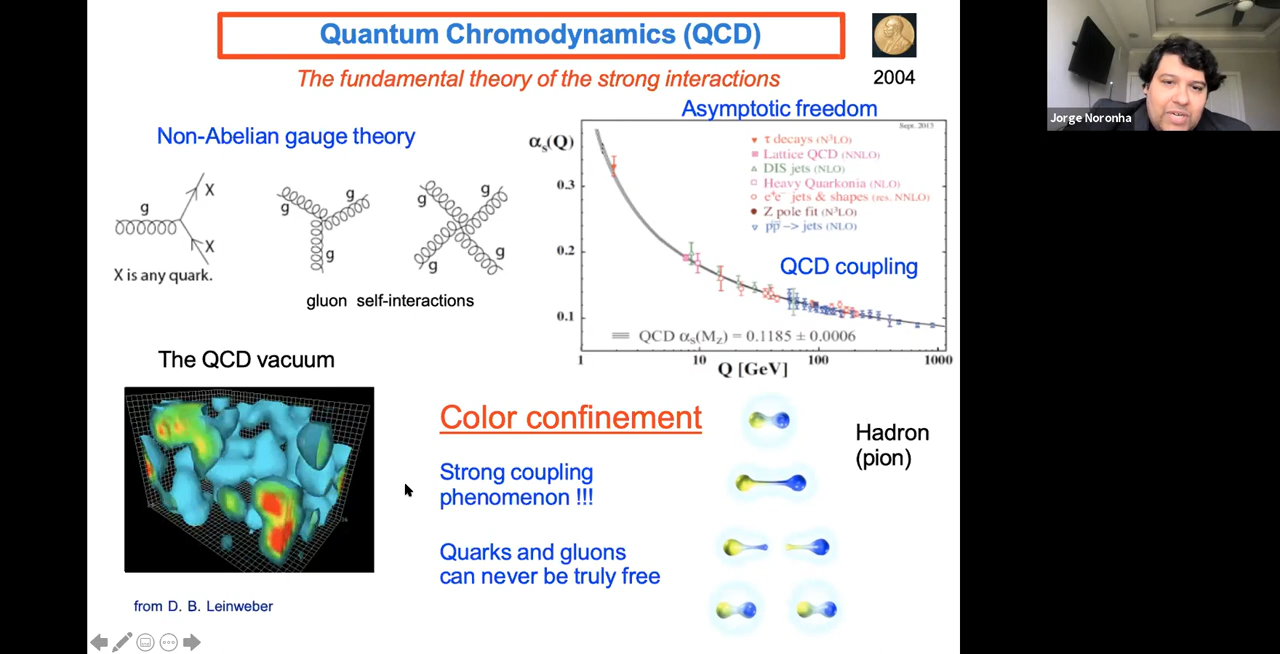 Quantum Chromodynamics (QCD)
2004
The fundamental theory of the strong interactions
Jorge Noronha
Non-Abelian gauge theory
g
X
X
X is any quark.
g
g
g
g
g
g
g
gluon self-interactions
Asymptotic freedom
αs(Q)
Sept. 2013
τ decays (N³LO)
Lattice QCD (NNLO)
DIS jets (NLO)
Heavy Quarkonia (NLO)
e⁺e⁻ jets & shapes (res. NNLO)
Z pole fit (N³LO)
pp̅ –> jets (NLO)
0.3
0.2
0.1
QCD coupling
QCD αs(Mz) = 0.1185 ± 0.0006
1
10
100
1000
Q [GeV]
The QCD vacuum
from D. B. Leinweber
Color confinement
Strong coupling
phenomenon !!!
Quarks and gluons
can never be truly free
Hadron
(pion)